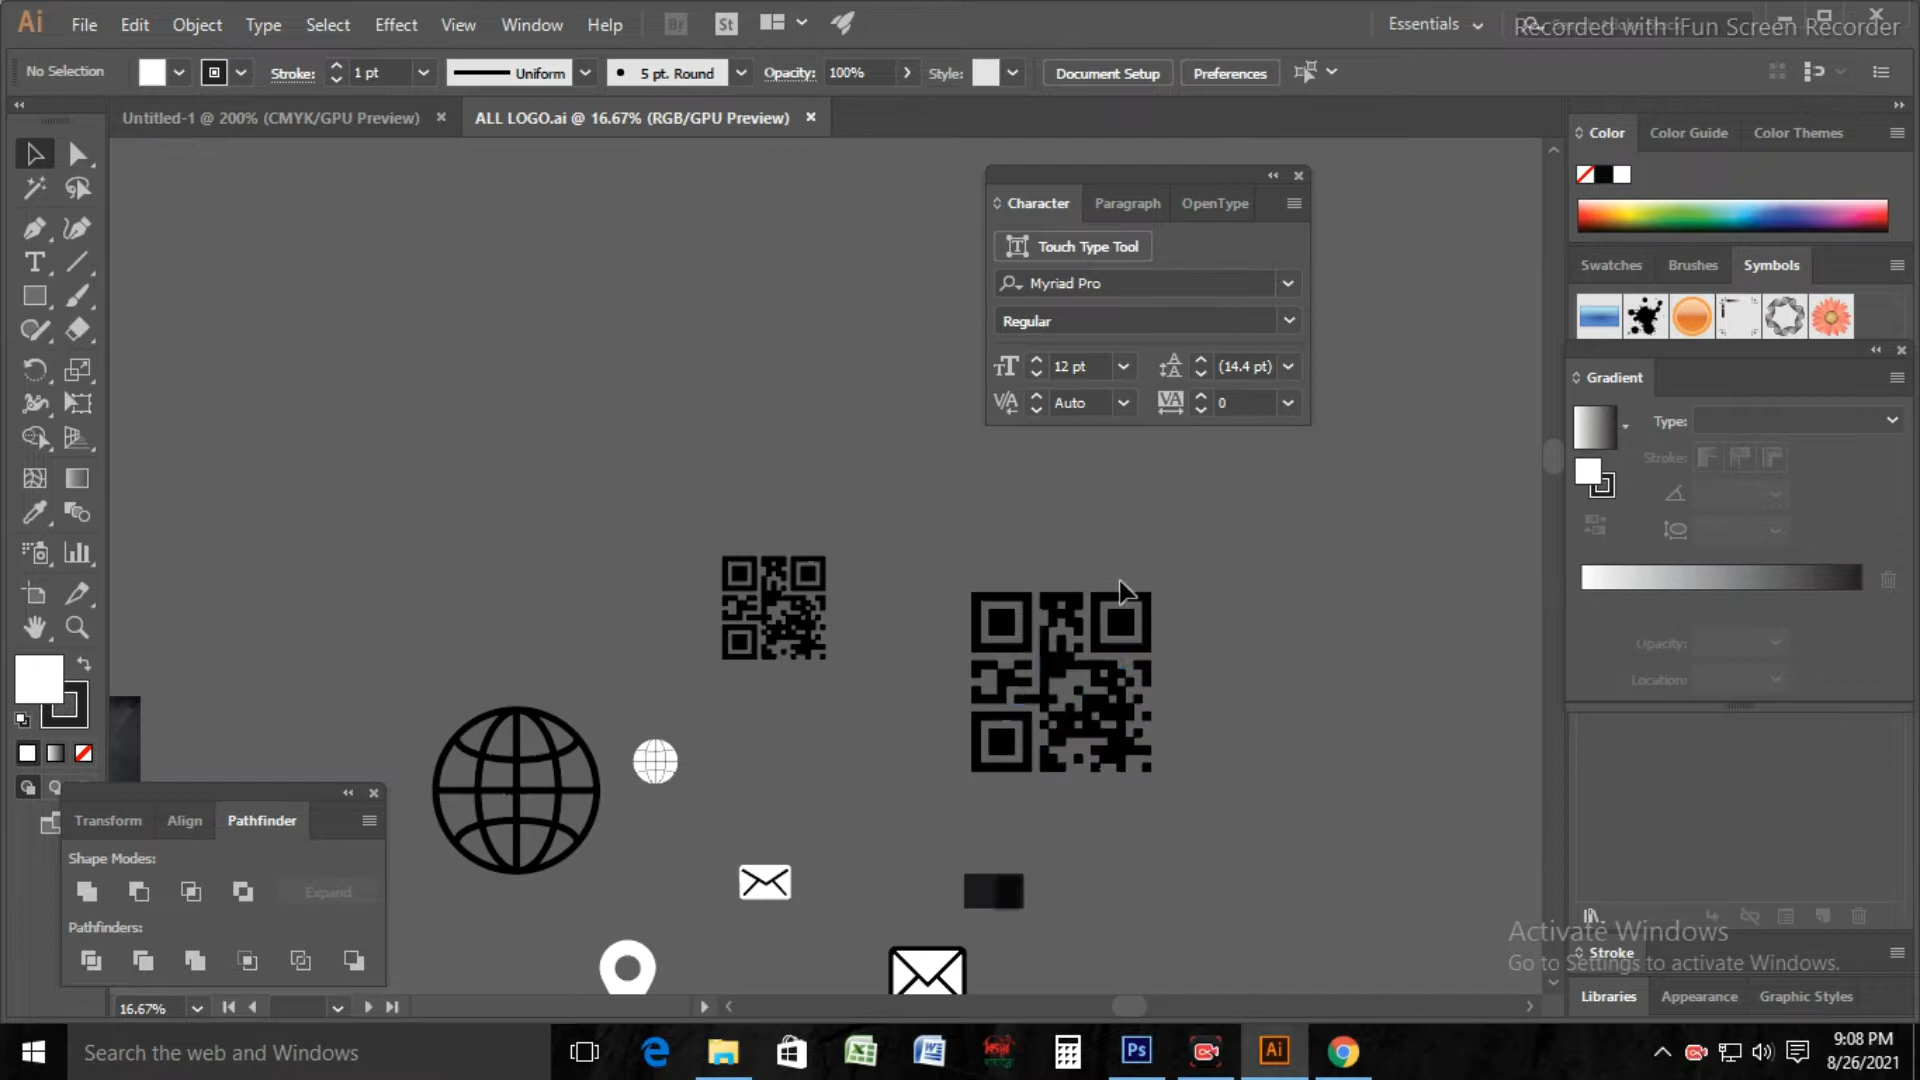 Ai File Edit Object Type Select Effect View Window Help Br St Essentials
Recorded with iFun Screen Recorder
No Selection Stroke: 1 pt Uniform 5 pt. Round Opacity: 100% Style: Document Setup Preferences
Untitled-1 @ 200% (CMYK/GPU Preview) × ALL LOGO.ai @ 16.67% (RGB/GPU Preview) ×
Color Color Guide Color Themes
Character Paragraph OpenType
Touch Type Tool
Myriad Pro
Regular
12 pt (14.4 pt)
Auto 0
Swatches Brushes Symbols
Gradient
Type:
Stroke:
Opacity:
Location:
Transform Align Pathfinder
Shape Modes:
Expand
Pathfinders:
Activate Windows
Go to Settings to activate Windows.
Stroke
Libraries Appearance Graphic Styles
16.67%
Search the web and Windows
Ps Ai
9:08 PM
8/26/2021